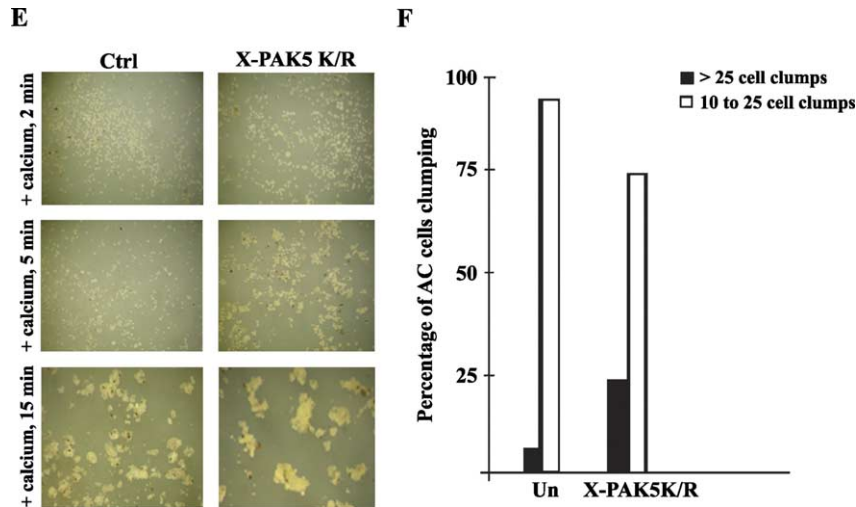 E
Ctrl
X-PAK5 K/R
+ calcium, 2 min
+ calcium, 5 min
+ calcium, 15 min
F
Percentage of AC cells clumping
100
75
50
25
> 25 cell clumps
10 to 25 cell clumps
Un
X-PAK5K/R